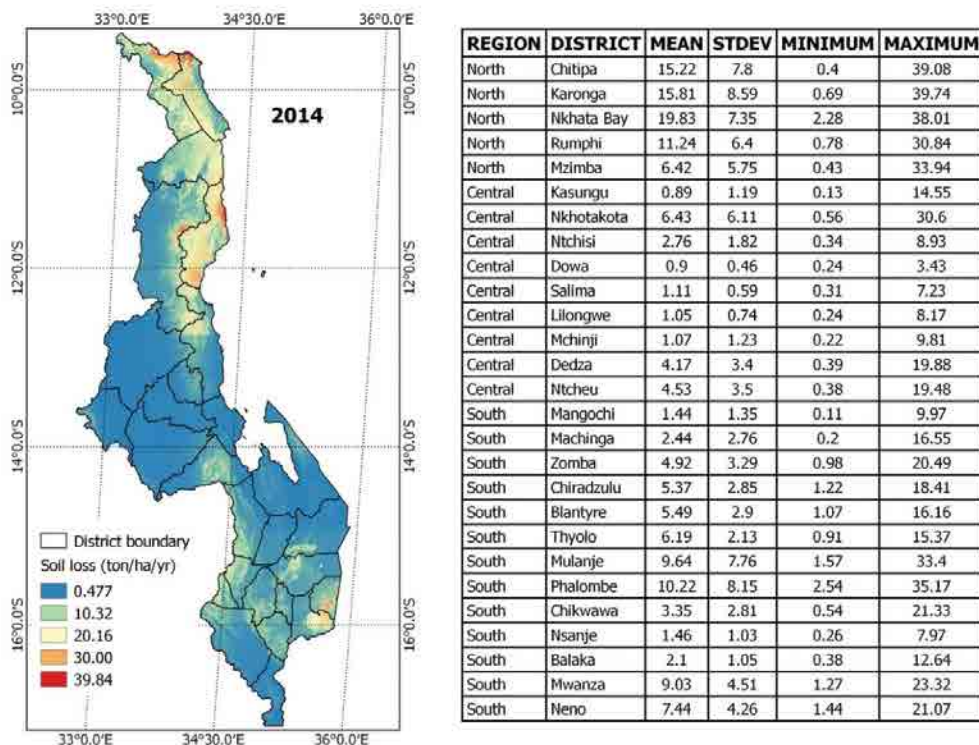 33°0.0'E 34°30.0'E 36°0.0'E
10°0.0'S
12°0.0'S
14°0.0'S
16°0.0'S
2014
10°0.0'S
12°0.0'S
14°0.0'S
16°0.0'S
District boundary
Soil loss (ton/ha/yr)
0.477
10.32
20.16
30.00
39.84
33°0.0'E 34°30.0'E 36°0.0'E
REGION DISTRICT MEAN STDEV MINIMUM MAXIMUM
North Chitipa 15.22 7.8 0.4 39.08
North Karonga 15.81 8.59 0.69 39.74
North Nkhata Bay 19.83 7.35 2.28 38.01
North Rumphi 11.24 6.4 0.78 30.84
North Mzimba 6.42 5.75 0.43 33.94
Central Kasungu 0.89 1.19 0.13 14.55
Central Nkhotakota 6.43 6.11 0.56 30.6
Central Ntchisi 2.76 1.82 0.34 8.93
Central Dowa 0.9 0.46 0.24 3.43
Central Salima 1.11 0.59 0.31 7.23
Central Lilongwe 1.05 0.74 0.24 8.17
Central Mchinji 1.07 1.23 0.22 9.81
Central Dedza 4.17 3.4 0.39 19.88
Central Ntcheu 4.53 3.5 0.38 19.48
South Mangochi 1.44 1.35 0.11 9.97
South Machinga 2.44 2.76 0.2 16.55
South Zomba 4.92 3.29 0.98 20.49
South Chiradzulu 5.37 2.85 1.22 18.41
South Blantyre 5.49 2.9 1.07 16.16
South Thyolo 6.19 2.13 0.91 15.37
South Mulanje 9.64 7.76 1.57 33.4
South Phalombe 10.22 8.15 2.54 35.17
South Chikwawa 3.35 2.81 0.54 21.33
South Nsanje 1.46 1.03 0.26 7.97
South Balaka 2.1 1.05 0.38 12.64
South Mwanza 9.03 4.51 1.27 23.32
South Neno 7.44 4.26 1.44 21.07